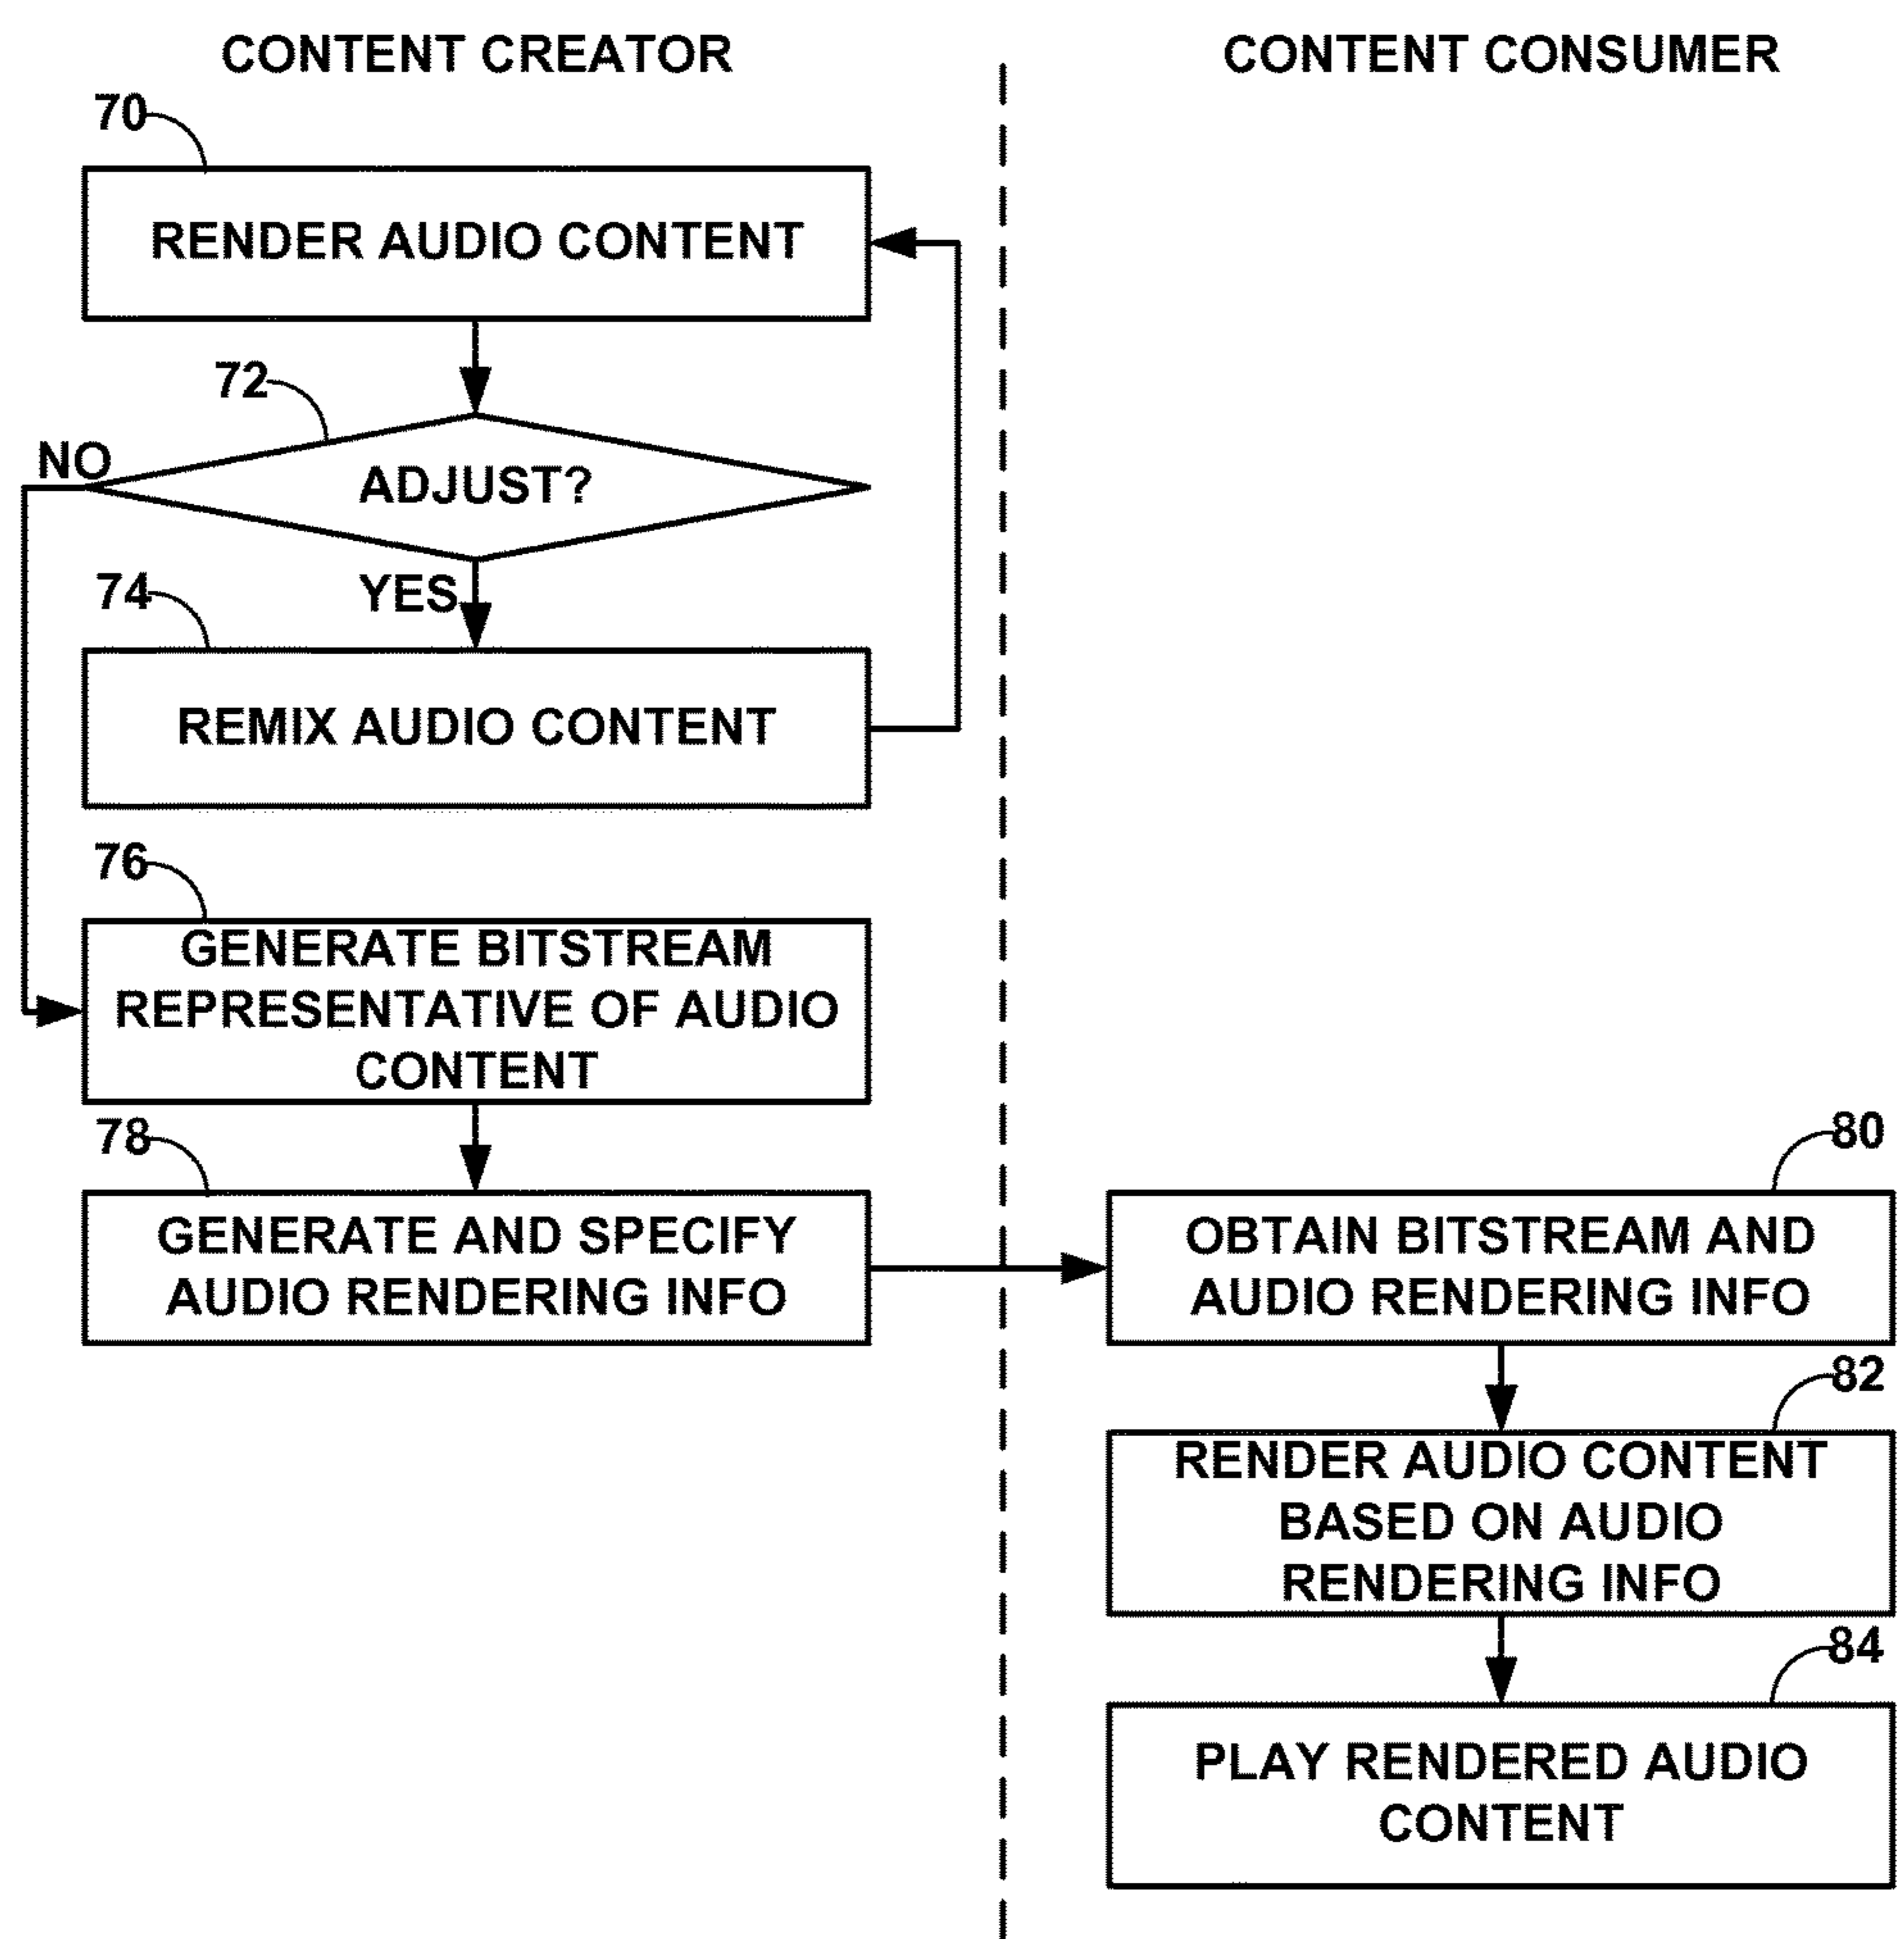 CONTENT CREATOR
CONTENT CONSUMER
70
RENDER AUDIO CONTENT
72
NO
ADJUST?
YES
74
REMIX AUDIO CONTENT
76
GENERATE BITSTREAM
REPRESENTATIVE OF AUDIO
CONTENT
78
GENERATE AND SPECIFY
AUDIO RENDERING INFO
80
OBTAIN BITSTREAM AND
AUDIO RENDERING INFO
82
RENDER AUDIO CONTENT
BASED ON AUDIO
RENDERING INFO
84
PLAY RENDERED AUDIO
CONTENT